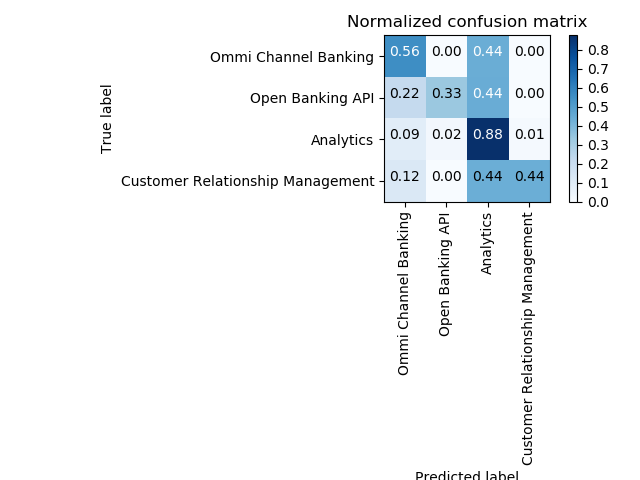 Normalized confusion matrix
True label
Ommi Channel Banking 0.56 0.00 0.44 0.00
Open Banking API 0.22 0.33 0.44 0.00
Analytics 0.09 0.02 0.88 0.01
Customer Relationship Management 0.12 0.00 0.44 0.44
0.8
0.7
0.6
0.5
0.4
0.3
0.2
0.1
0.0
Ommi Channel Banking
Open Banking API
Analytics
Customer Relationship Management
Predicted label